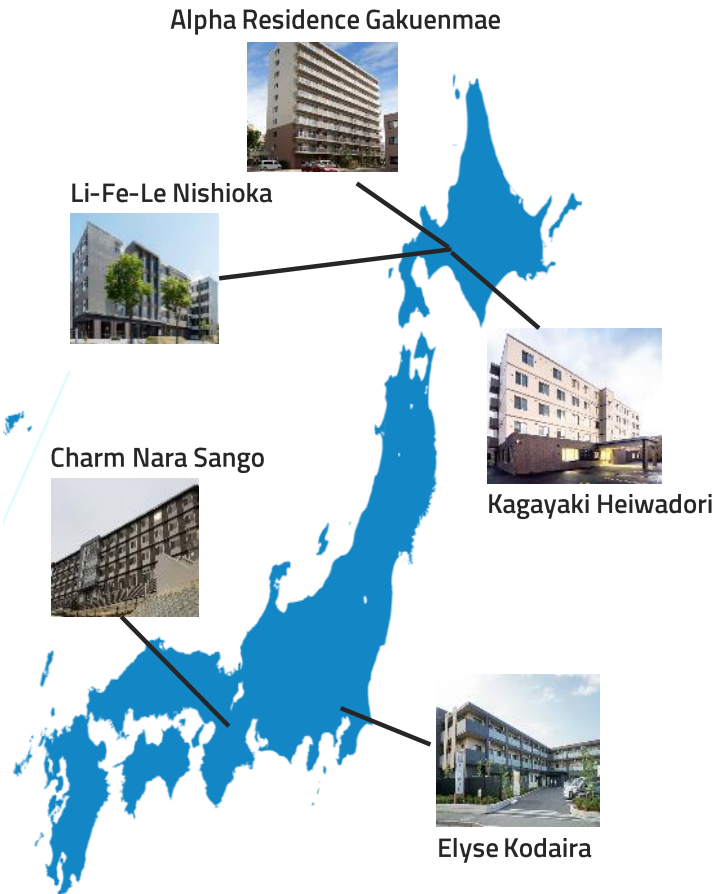 Alpha Residence Gakuenmae
Li-Fe-Le Nishioka
Charm Nara Sango
Kagayaki Heiwadori
Elyse Kodaira